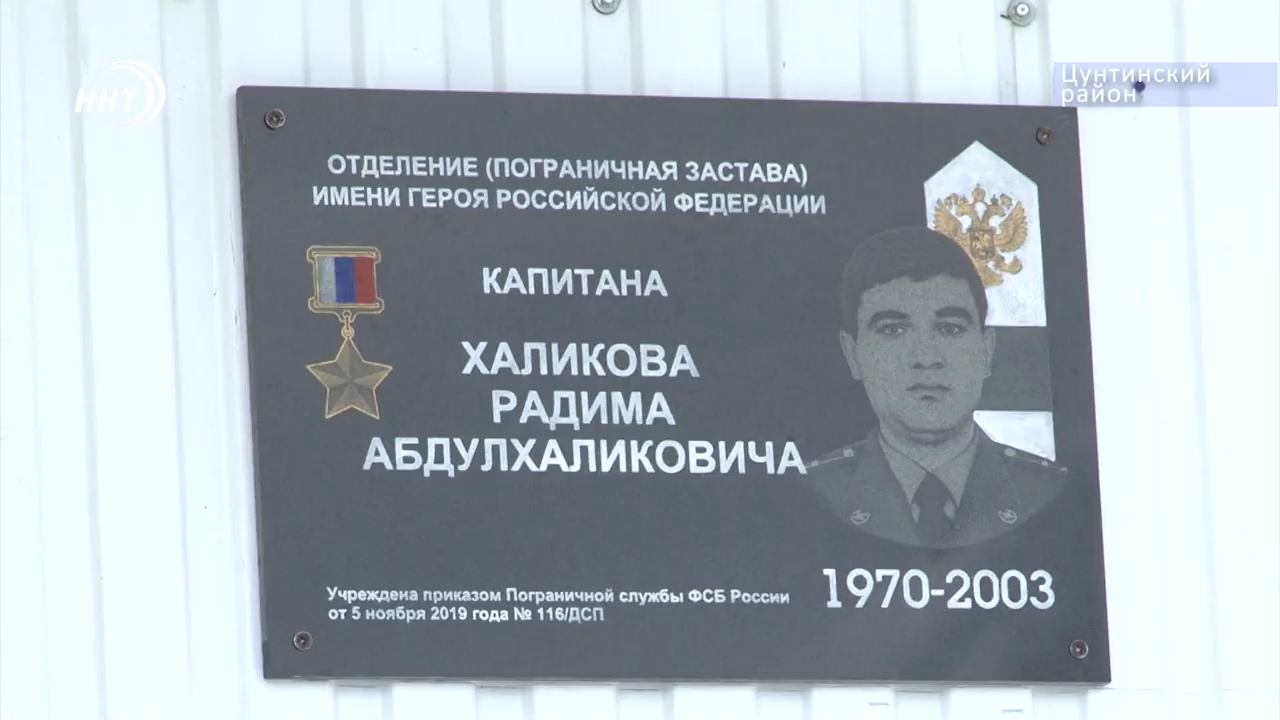 ННТ
Цунтинский
район
ОТДЕЛЕНИЕ (ПОГРАНИЧНАЯ ЗАСТАВА)
ИМЕНИ ГЕРОЯ РОССИЙСКОЙ ФЕДЕРАЦИИ
КАПИТАНА
ХАЛИКОВА
РАДИМА
АБДУЛХАЛИКОВИЧА
1970-2003
Учреждена приказом Пограничной службы ФСБ России
от 5 ноября 2019 года № 116/ДСП